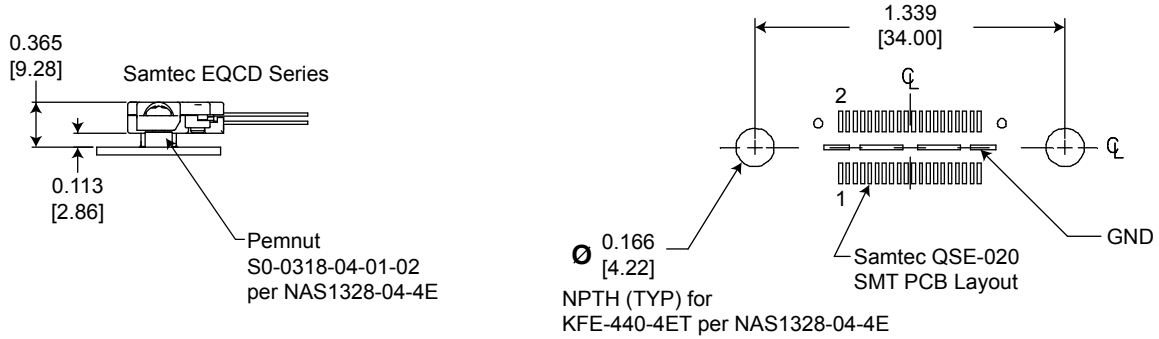 0.365
[9.28]
Samtec EQCD Series
0.113
[2.86]
Pemnut
S0-0318-04-01-02
per NAS1328-04-4E
1.339
[34.00]
℄
2
℄
1
GND
Ø 0.166
[4.22]
Samtec QSE-020
SMT PCB Layout
NPTH (TYP) for
KFE-440-4ET per NAS1328-04-4E